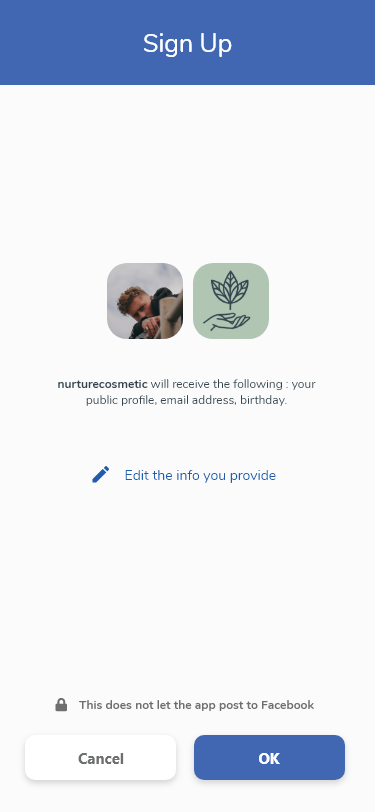 Sign Up
nurturecosmetic will receive the following : your
public profile, email address, birthday.
Edit the info you provide
This does not let the app post to Facebook
Cancel
OK